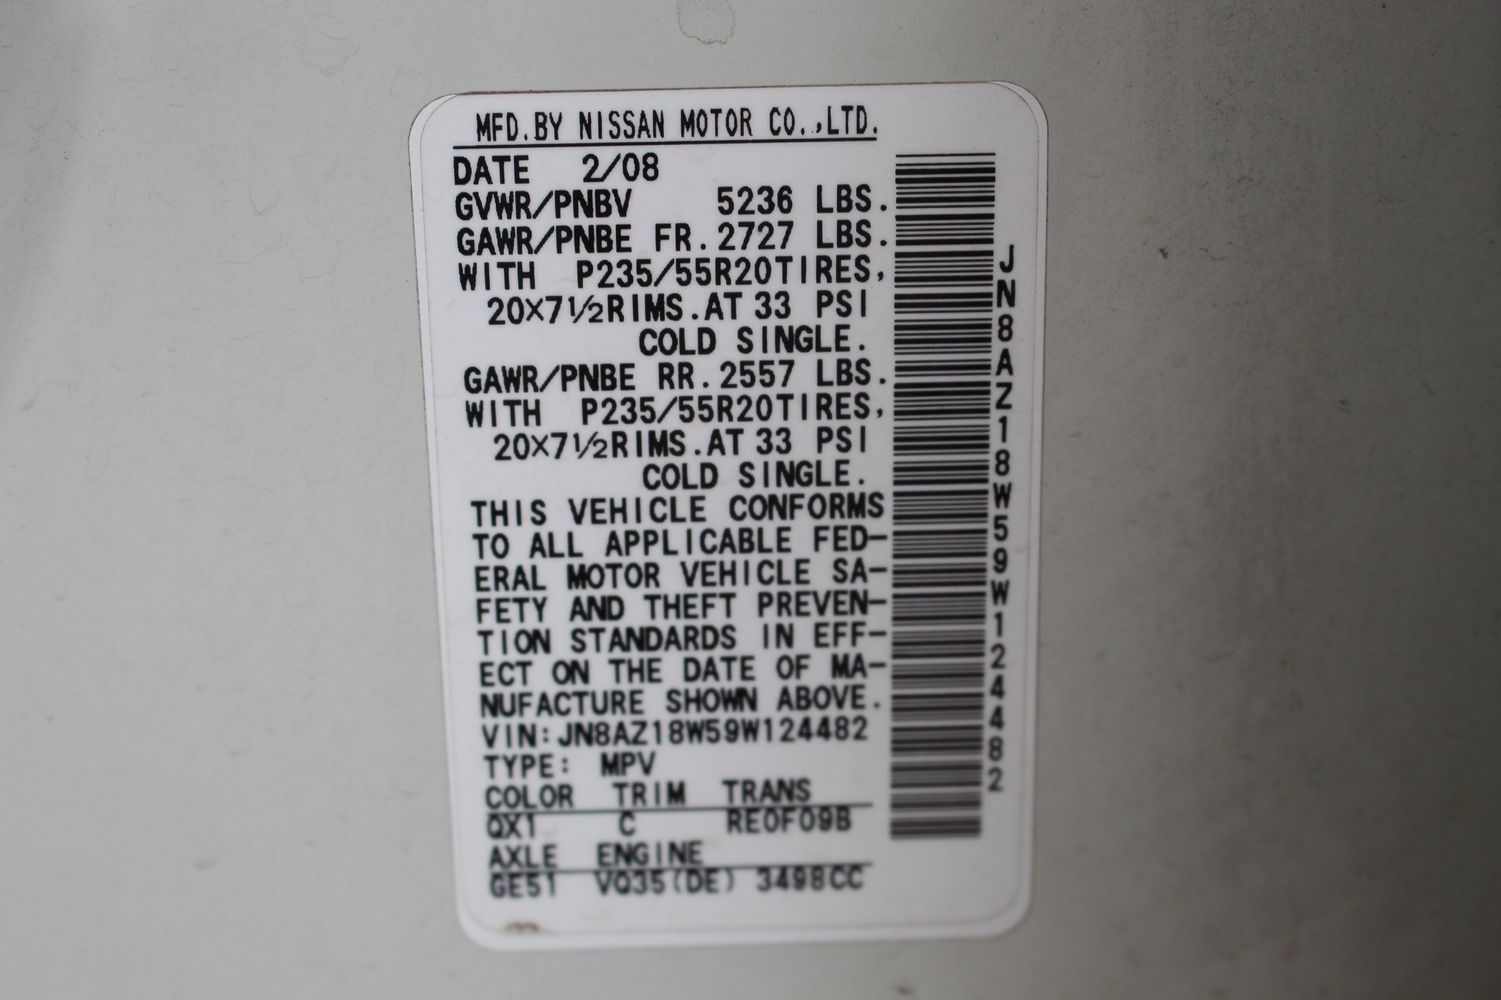 MFD.BY NISSAN MOTOR CO.,LTD.
DATE 2/08
GVWR/PNBV 5236 LBS.
GAWR/PNBE FR.2727 LBS.
WITH P235/55R20TIRES,
20×7½RIMS.AT 33 PSI
COLD SINGLE.
GAWR/PNBE RR.2557 LBS.
WITH P235/55R20TIRES,
20×7½RIMS.AT 33 PSI
COLD SINGLE.
THIS VEHICLE CONFORMS
TO ALL APPLICABLE FED-
ERAL MOTOR VEHICLE SA-
FETY AND THEFT PREVEN-
TION STANDARDS IN EFF-
ECT ON THE DATE OF MA-
NUFACTURE SHOWN ABOVE.
VIN:JN8AZ18W59W124482
TYPE: MPV
COLOR TRIM TRANS
QX1 C RE0F09B
AXLE ENGINE
GE51 VQ35(DE) 3498CC
JN8AZ18W59W124482